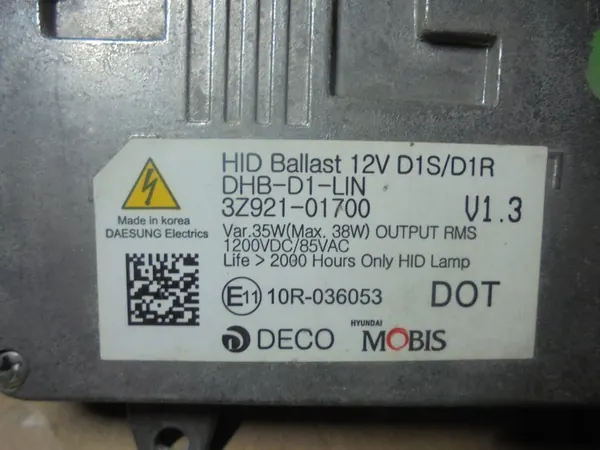 HID Ballast 12V D1S/D1R
DHB-D1-LIN
3Z921-01700 V1.3
Made in korea
DAESUNG Electrics
Var.35W(Max. 38W) OUTPUT RMS
1200VDC/85VAC
Life > 2000 Hours Only HID Lamp
E11 10R-036053 DOT
DECO HYUNDAI MOBIS